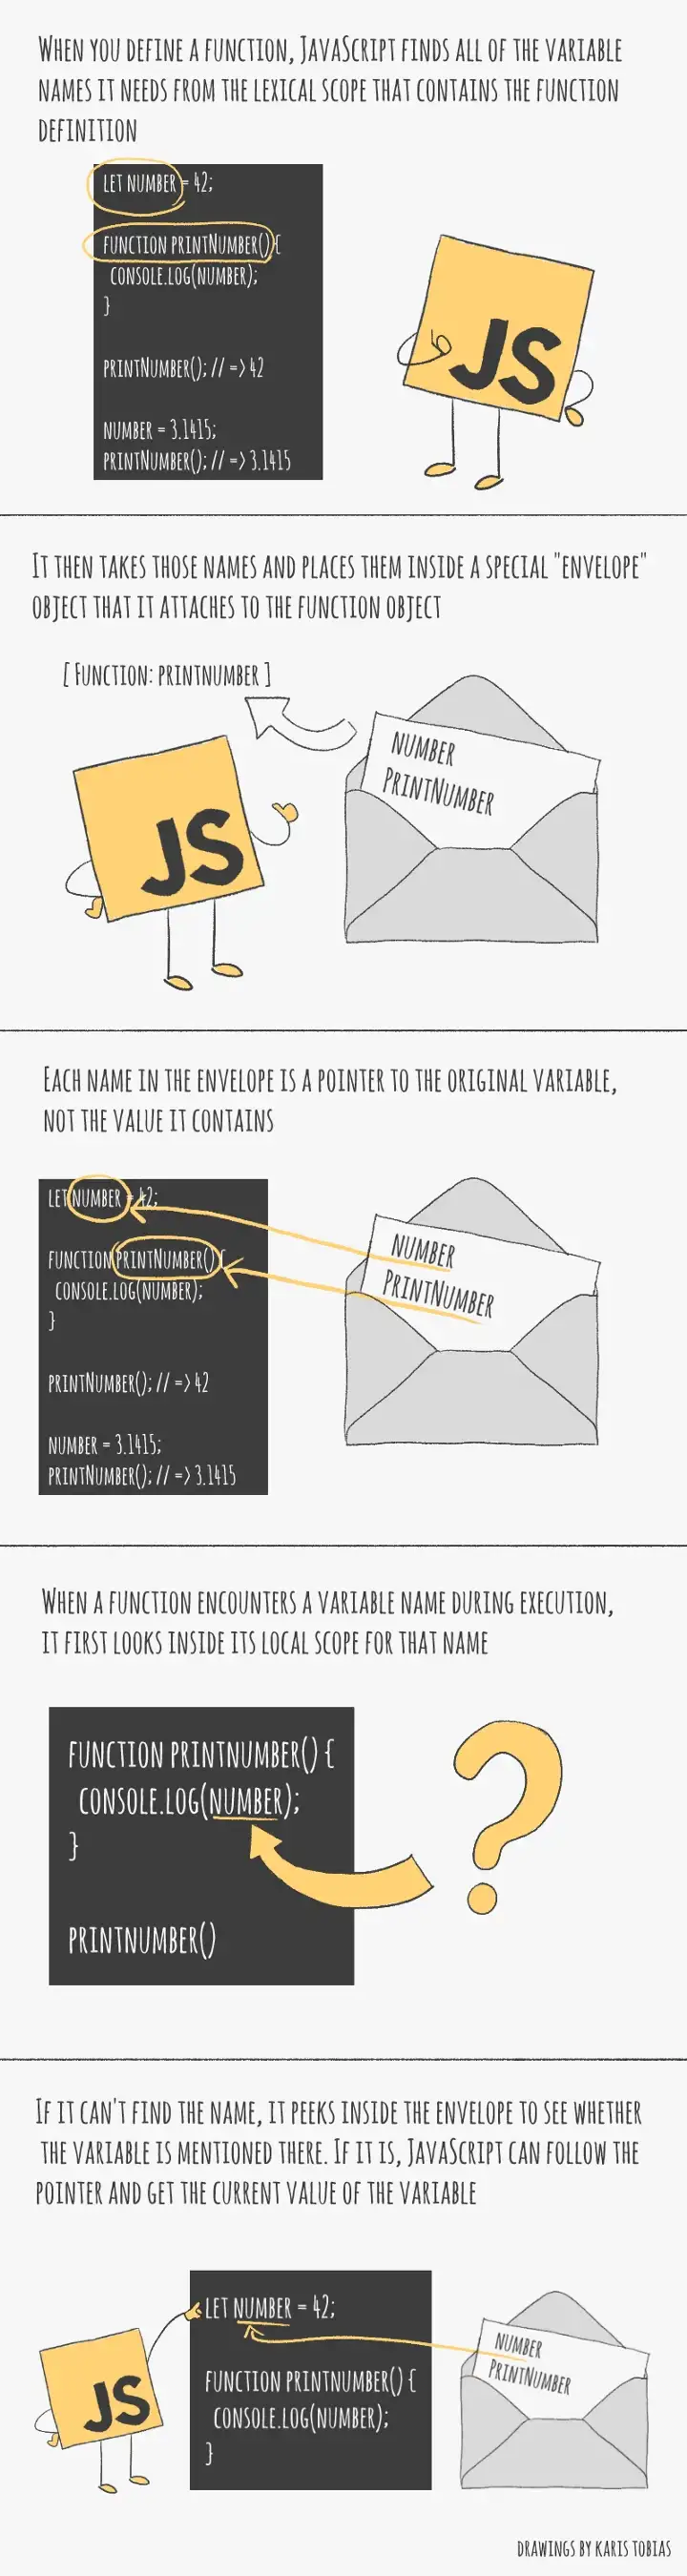 When you define a function, JavaScript finds all of the variable
names it needs from the lexical scope that contains the function
definition
let number = 42;
function printNumber() {
console.log(number);
}
printNumber(); // => 42
number = 3.1415;
printNumber(); // => 3.1415
JS
It then takes those names and places them inside a special "envelope"
object that it attaches to the function object
[ Function: printnumber ]
number
printNumber
JS
Each name in the envelope is a pointer to the original variable,
not the value it contains
let number = 42;
function printNumber() {
console.log(number);
}
printNumber(); // => 42
number = 3.1415;
printNumber(); // => 3.1415
number
printNumber
When a function encounters a variable name during execution,
it first looks inside its local scope for that name
function printnumber() {
console.log(number);
}
printnumber()
?
If it can't find the name, it peeks inside the envelope to see whether
the variable is mentioned there. If it is, JavaScript can follow the
pointer and get the current value of the variable
let number = 42;
function printnumber() {
console.log(number);
}
JS
number
printNumber
drawings by Karis Tobias